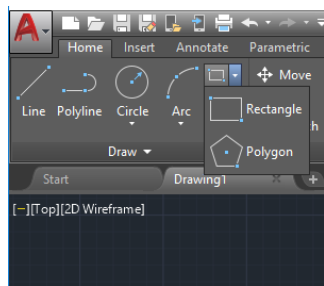 A
Home Insert Annotate Parametric
Move
Line Polyline Circle Arc
Rectangle
h
Draw
Polygon
Start Drawing1
[−][Top][2D Wireframe]